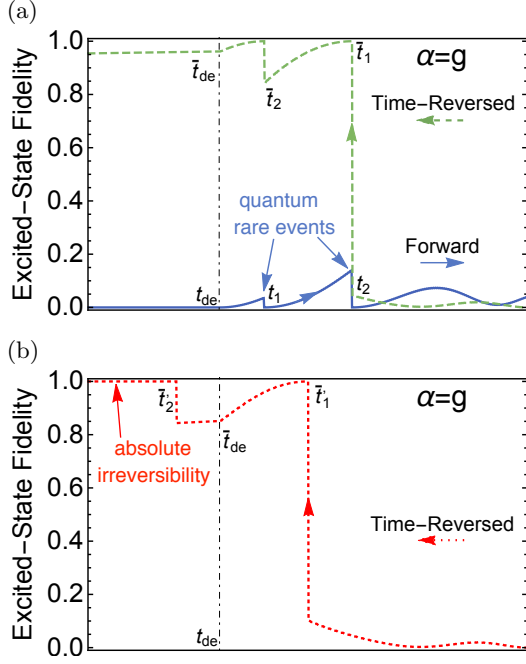 (a)
Excited-State Fidelity
1.0
0.8
0.6
0.4
0.2
0.0
t̄de
t̄2
t̄1
α=g
Time-Reversed
quantum
rare events
Forward
tde
t1
t2
(b)
Excited-State Fidelity
1.0
0.8
0.6
0.4
0.2
0.0
t̄'2
t̄de
t̄'1
α=g
absolute
irreversibility
Time-Reversed
tde